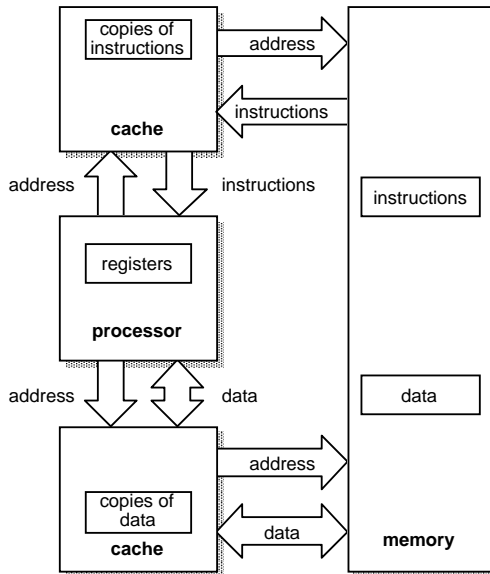 copies of
instructions
cache
address
instructions
address
instructions
instructions
registers
processor
address
data
data
address
copies of
data
cache
data
memory